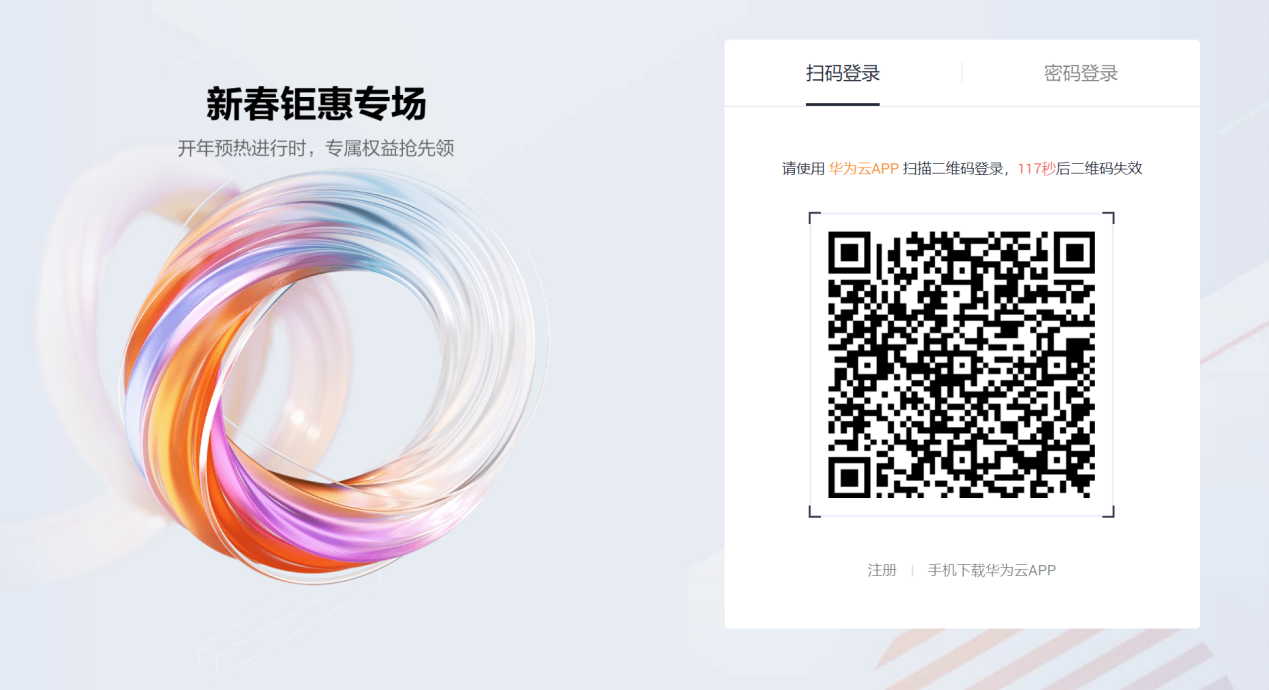 新春钜惠专场
开年预热进行时，专属权益抢先领
扫码登录
密码登录
请使用 华为云APP 扫描二维码登录，117秒后二维码失效
注册 | 手机下载华为云APP